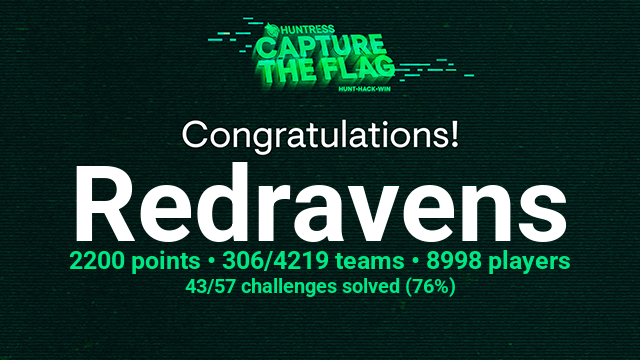 HUNTRESS
CAPTURE
THE FLAG
HUNT•HACK•WIN
Congratulations!
Redravens
2200 points • 306/4219 teams • 8998 players
43/57 challenges solved (76%)